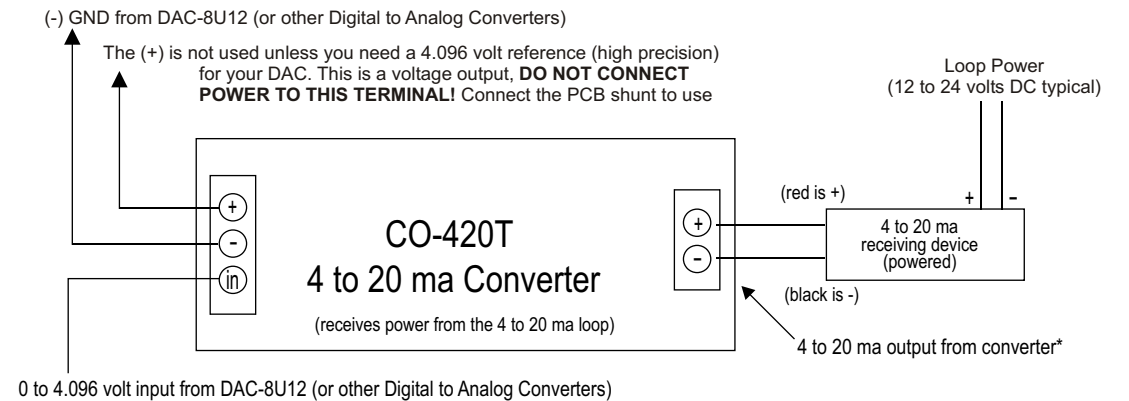 (-) GND from DAC-8U12 (or other Digital to Analog Converters)
The (+) is not used unless you need a 4.096 volt reference (high precision)
for your DAC. This is a voltage output, DO NOT CONNECT
POWER TO THIS TERMINAL! Connect the PCB shunt to use
Loop Power
(12 to 24 volts DC typical)
+
-
in
CO-420T
4 to 20 ma Converter
(receives power from the 4 to 20 ma loop)
+
-
(red is +)
(black is -)
+ -
4 to 20 ma
receiving device
(powered)
4 to 20 ma output from converter*
0 to 4.096 volt input from DAC-8U12 (or other Digital to Analog Converters)